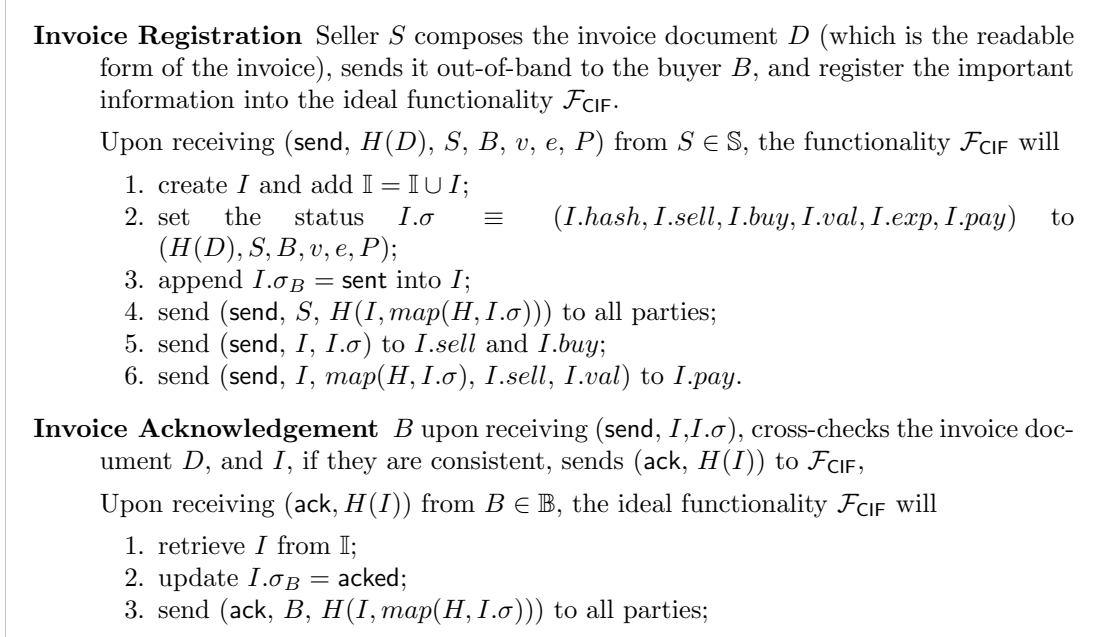 Invoice Registration Seller S composes the invoice document D (which is the readable
form of the invoice), sends it out-of-band to the buyer B, and register the important
information into the ideal functionality F_CIF.
Upon receiving (send, H(D), S, B, v, e, P) from S ∈ 𝕊, the functionality F_CIF will
1. create I and add 𝕀 = 𝕀 ∪ I;
2. set the status I.σ ≡ (I.hash, I.sell, I.buy, I.val, I.exp, I.pay) to
(H(D), S, B, v, e, P);
3. append I.σ_B = sent into I;
4. send (send, S, H(I, map(H, I.σ))) to all parties;
5. send (send, I, I.σ) to I.sell and I.buy;
6. send (send, I, map(H, I.σ), I.sell, I.val) to I.pay.
Invoice Acknowledgement B upon receiving (send, I,I.σ), cross-checks the invoice doc-
ument D, and I, if they are consistent, sends (ack, H(I)) to F_CIF,
Upon receiving (ack, H(I)) from B ∈ 𝔹, the ideal functionality F_CIF will
1. retrieve I from 𝕀;
2. update I.σ_B = acked;
3. send (ack, B, H(I, map(H, I.σ))) to all parties;